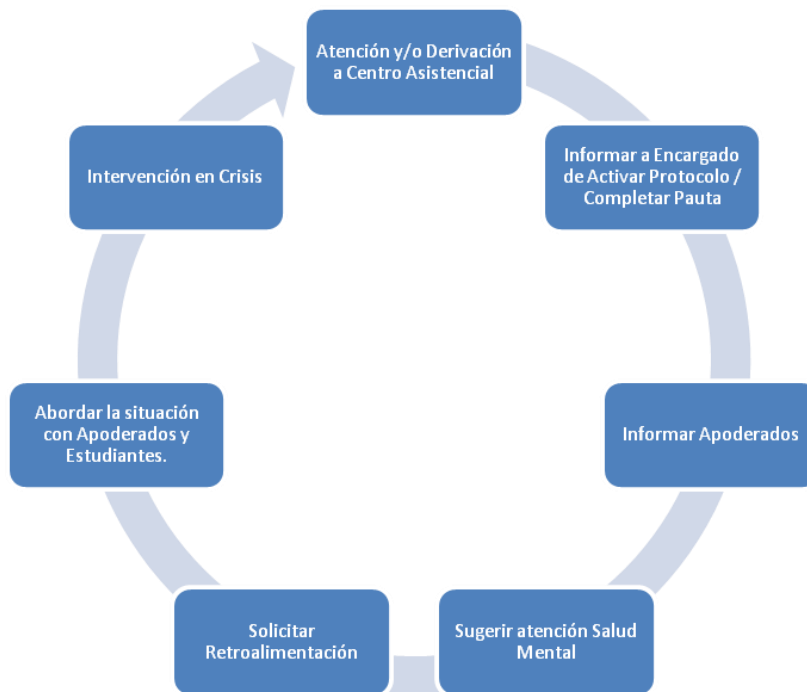 Atención y/o Derivación
a Centro Asistencial
Informar a Encargado
de Activar Protocolo /
Completar Pauta
Informar Apoderados
Sugerir atención Salud
Mental
Solicitar
Retroalimentación
Abordar la situación
con Apoderados y
Estudiantes.
Intervención en Crisis